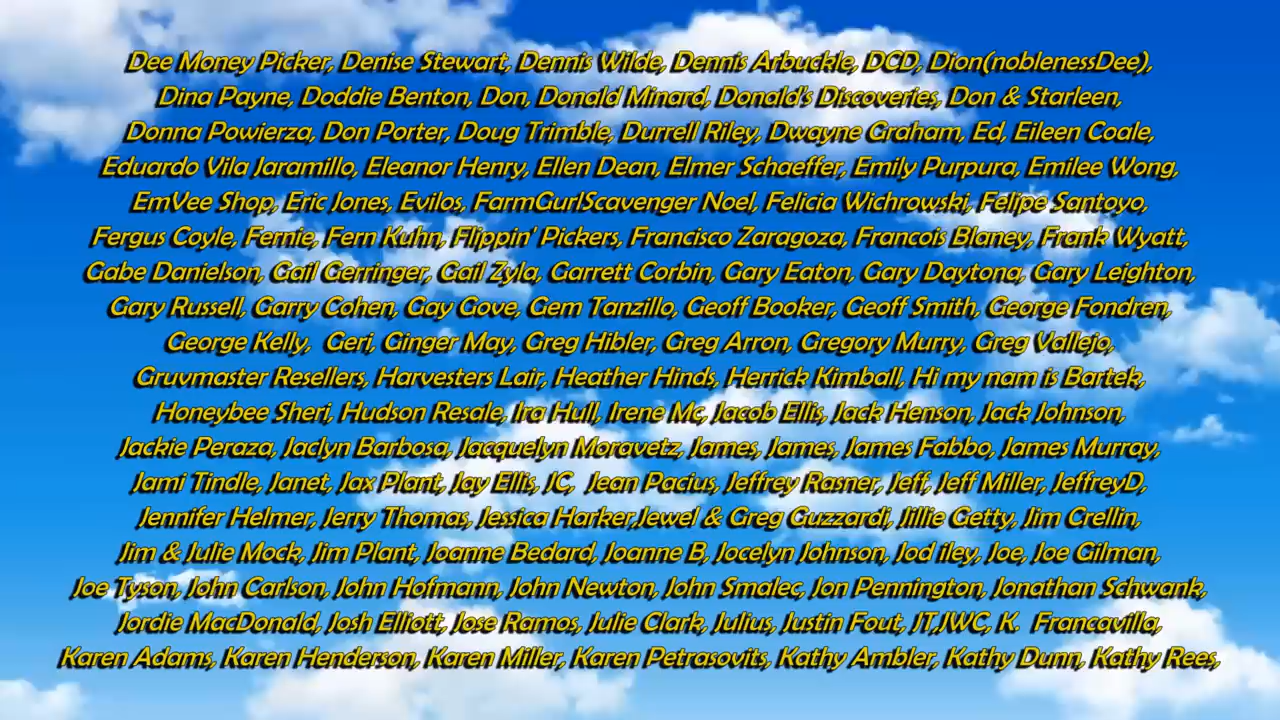 Dee Money Picker, Denise Stewart, Dennis Wilde, Dennis Arbuckle, DCD, Dion(noblenessDee),
Dina Payne, Doddie Benton, Don, Donald Minard, Donald's Discoveries, Don & Starleen,
Donna Powierza, Don Porter, Doug Trimble, Durrell Riley, Dwayne Graham, Ed, Eileen Coale,
Eduardo Vila Jaramillo, Eleanor Henry, Ellen Dean, Elmer Schaeffer, Emily Purpura, Emilee Wong,
EmVee Shop, Eric Jones, Evilos, FarmGurlScavenger Noel, Felicia Wichrowski, Felipe Santoyo,
Fergus Coyle, Fernie, Fern Kuhn, Flippin' Pickers, Francisco Zaragoza, Francois Blaney, Frank Wyatt,
Gabe Danielson, Gail Gerringer, Gail Zyla, Garrett Corbin, Gary Eaton, Gary Daytona, Gary Leighton,
Gary Russell, Garry Cohen, Gay Gove, Gem Tanzillo, Geoff Booker, Geoff Smith, George Fondren,
George Kelly,  Geri, Ginger May, Greg Hibler, Greg Arron, Gregory Murry, Greg Vallejo,
Gruvmaster Resellers, Harvesters Lair, Heather Hinds, Herrick Kimball, Hi my nam is Bartek,
Honeybee Sheri, Hudson Resale, Ira Hull, Irene Mc, Jacob Ellis, Jack Henson, Jack Johnson,
Jackie Peraza, Jaclyn Barbosa, Jacquelyn Moravetz, James, James, James Fabbo, James Murray,
Jami Tindle, Janet, Jax Plant, Jay Ellis, JC,  Jean Pacius, Jeffrey Rasner, Jeff, Jeff Miller, JeffreyD,
Jennifer Helmer, Jerry Thomas, Jessica Harker,Jewel & Greg Guzzardi, Jillie Getty, Jim Crellin,
Jim & Julie Mock, Jim Plant, Joanne Bedard, Joanne B, Jocelyn Johnson, Jod iley, Joe, Joe Gilman,
Joe Tyson, John Carlson, John Hofmann, John Newton, John Smalec, Jon Pennington, Jonathan Schwank,
Jordie MacDonald, Josh Elliott, Jose Ramos, Julie Clark, Julius, Justin Fout, JT,JWC, K.  Francavilla,
Karen Adams, Karen Henderson, Karen Miller, Karen Petrasovits, Kathy Ambler, Kathy Dunn, Kathy Rees,